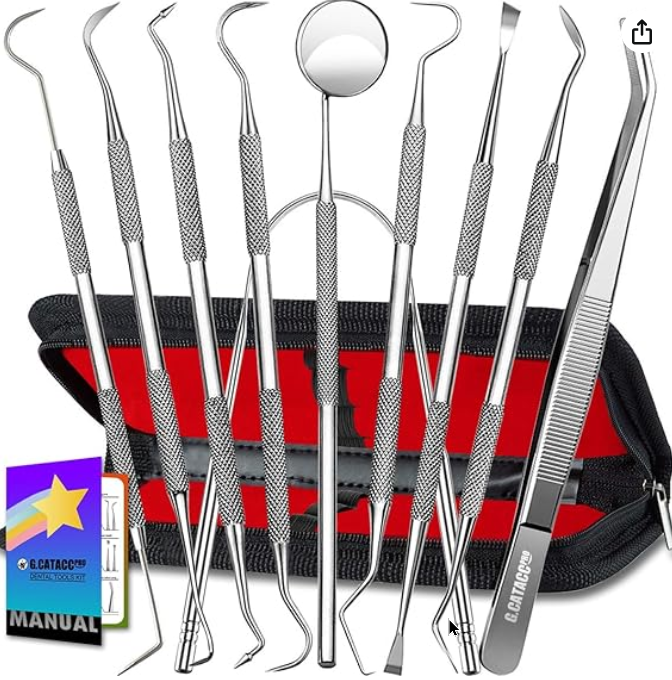 G.CATACC PRO
DENTAL TOOLS KIT
MANUAL
G.CATACC PRO